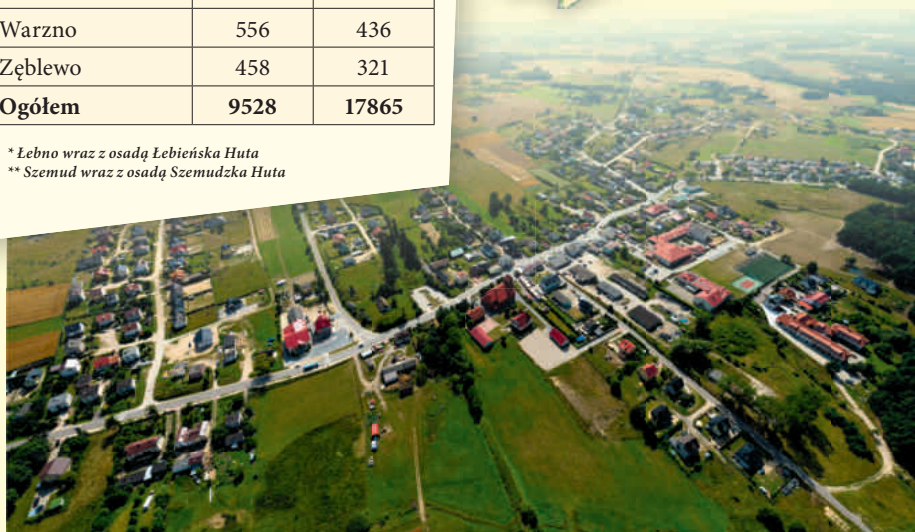 Warzno 556 436
Zęblewo 458 321
Ogółem 9528 17865
* Łebno wraz z osadą Łebieńska Huta
** Szemud wraz z osadą Szemudzka Huta